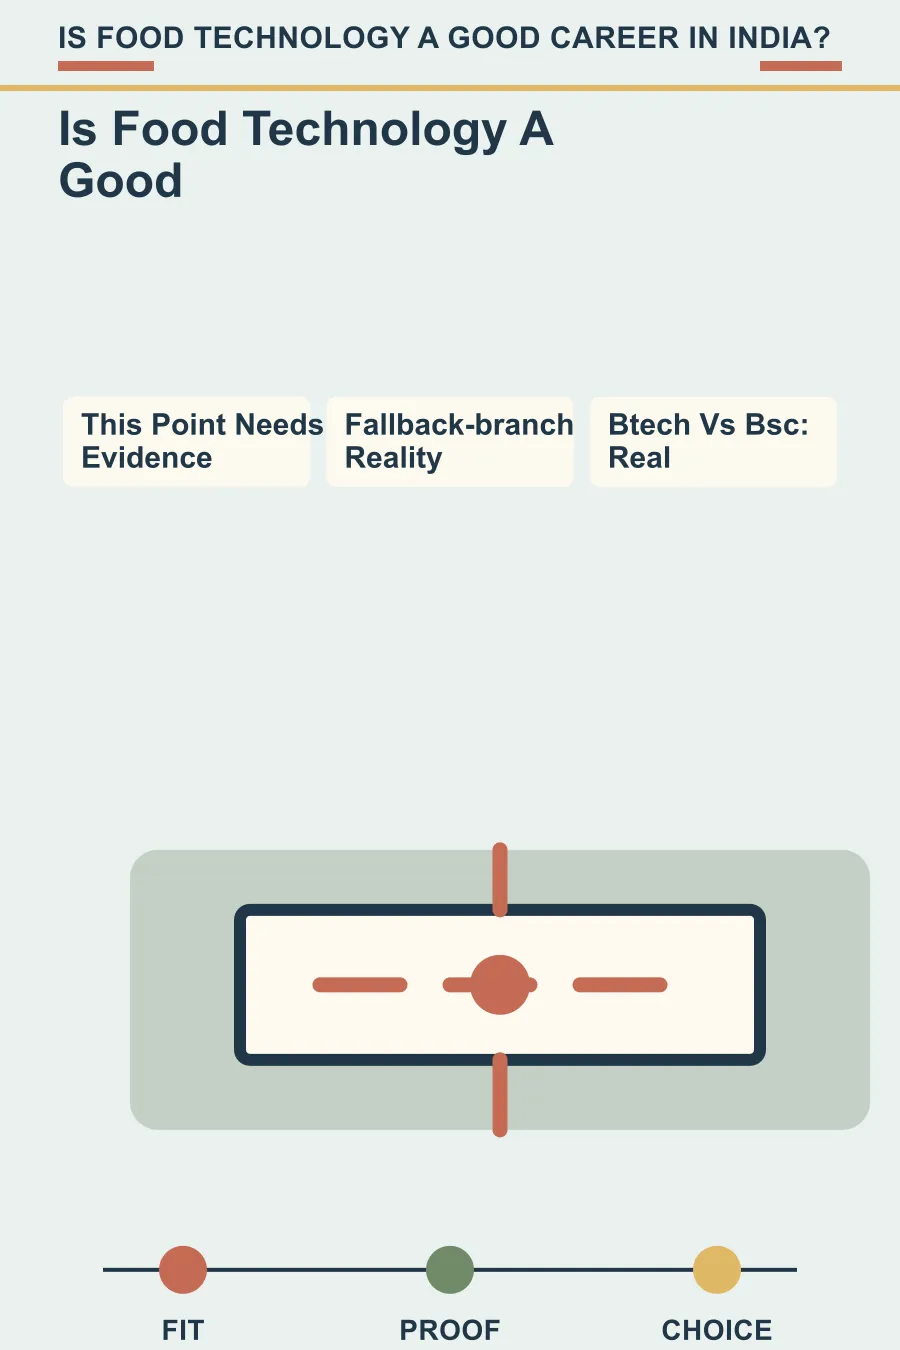 IS FOOD TECHNOLOGY A GOOD CAREER IN INDIA?
Is Food Technology A
Good
This Point Needs
Evidence
Fallback-branch
Reality
Btech Vs Bsc:
Real
FIT
PROOF
CHOICE